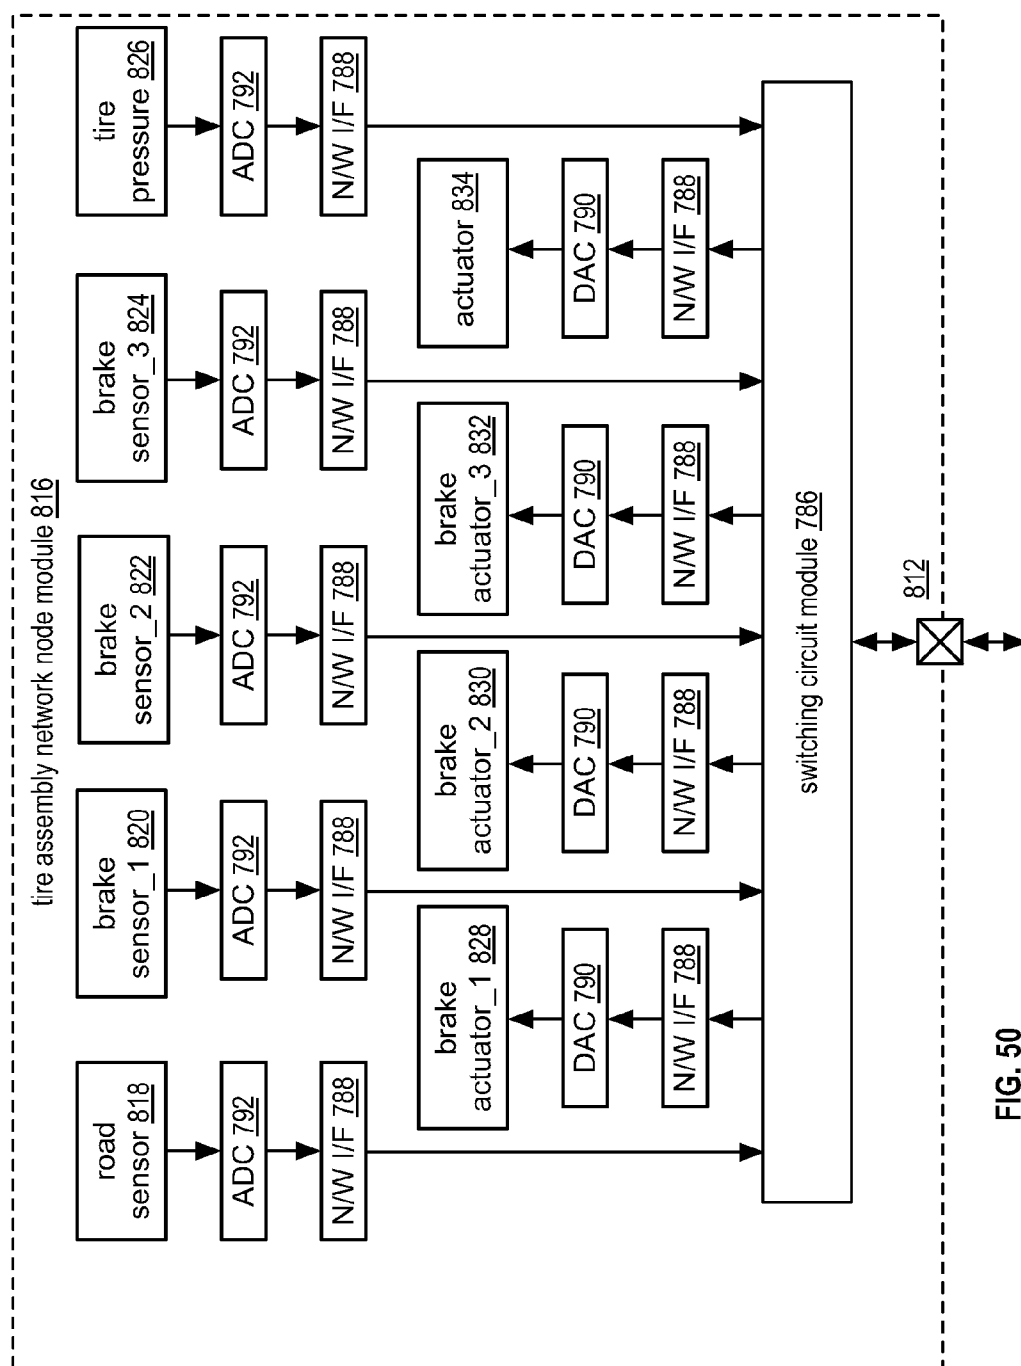 tire assembly network node module 816
road
sensor 818
ADC 792
N/W I/F 788
brake
sensor_1 820
ADC 792
N/W I/F 788
brake
sensor_2 822
ADC 792
N/W I/F 788
brake
sensor_3 824
ADC 792
N/W I/F 788
tire
pressure 826
ADC 792
N/W I/F 788
brake
actuator_1 828
DAC 790
N/W I/F 788
brake
actuator_2 830
DAC 790
N/W I/F 788
brake
actuator_3 832
DAC 790
N/W I/F 788
actuator 834
DAC 790
N/W I/F 788
switching circuit module 786
812
FIG. 50